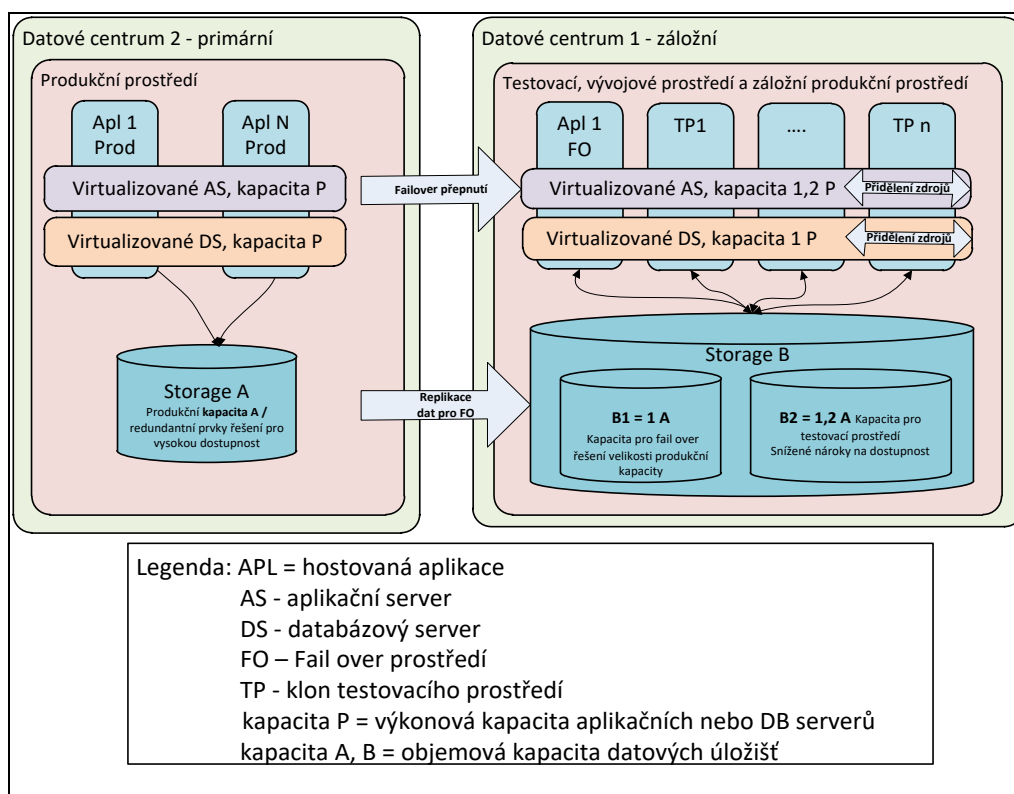 Datové centrum 2 - primární
Produkční prostředí
Apl 1
Prod
Apl N
Prod
Virtualizované AS, kapacita P
Virtualizované DS, kapacita P
Storage A
Produkční kapacita A /
redundantní prvky řešení pro
vysokou dostupnost
Failover přepnutí
Replikace
dat pro FO
Datové centrum 1 - záložní
Testovací, vývojové prostředí a záložní produkční prostředí
Apl 1
FO
TP1
....
TP n
Virtualizované AS, kapacita 1,2 P
Přidělení zdrojů
Virtualizované DS, kapacita 1 P
Přidělení zdrojů
Storage B
B1 = 1 A
Kapacita pro fail over
řešení velikosti produkční
kapacity
B2 = 1,2 A Kapacita pro
testovací prostředí
Snížené nároky na dostupnost
Legenda: APL = hostovaná aplikace
AS - aplikační server
DS - databázový server
FO – Fail over prostředí
TP - klon testovacího prostředí
kapacita P = výkonová kapacita aplikačních nebo DB serverů
kapacita A, B = objemová kapacita datových úložišť